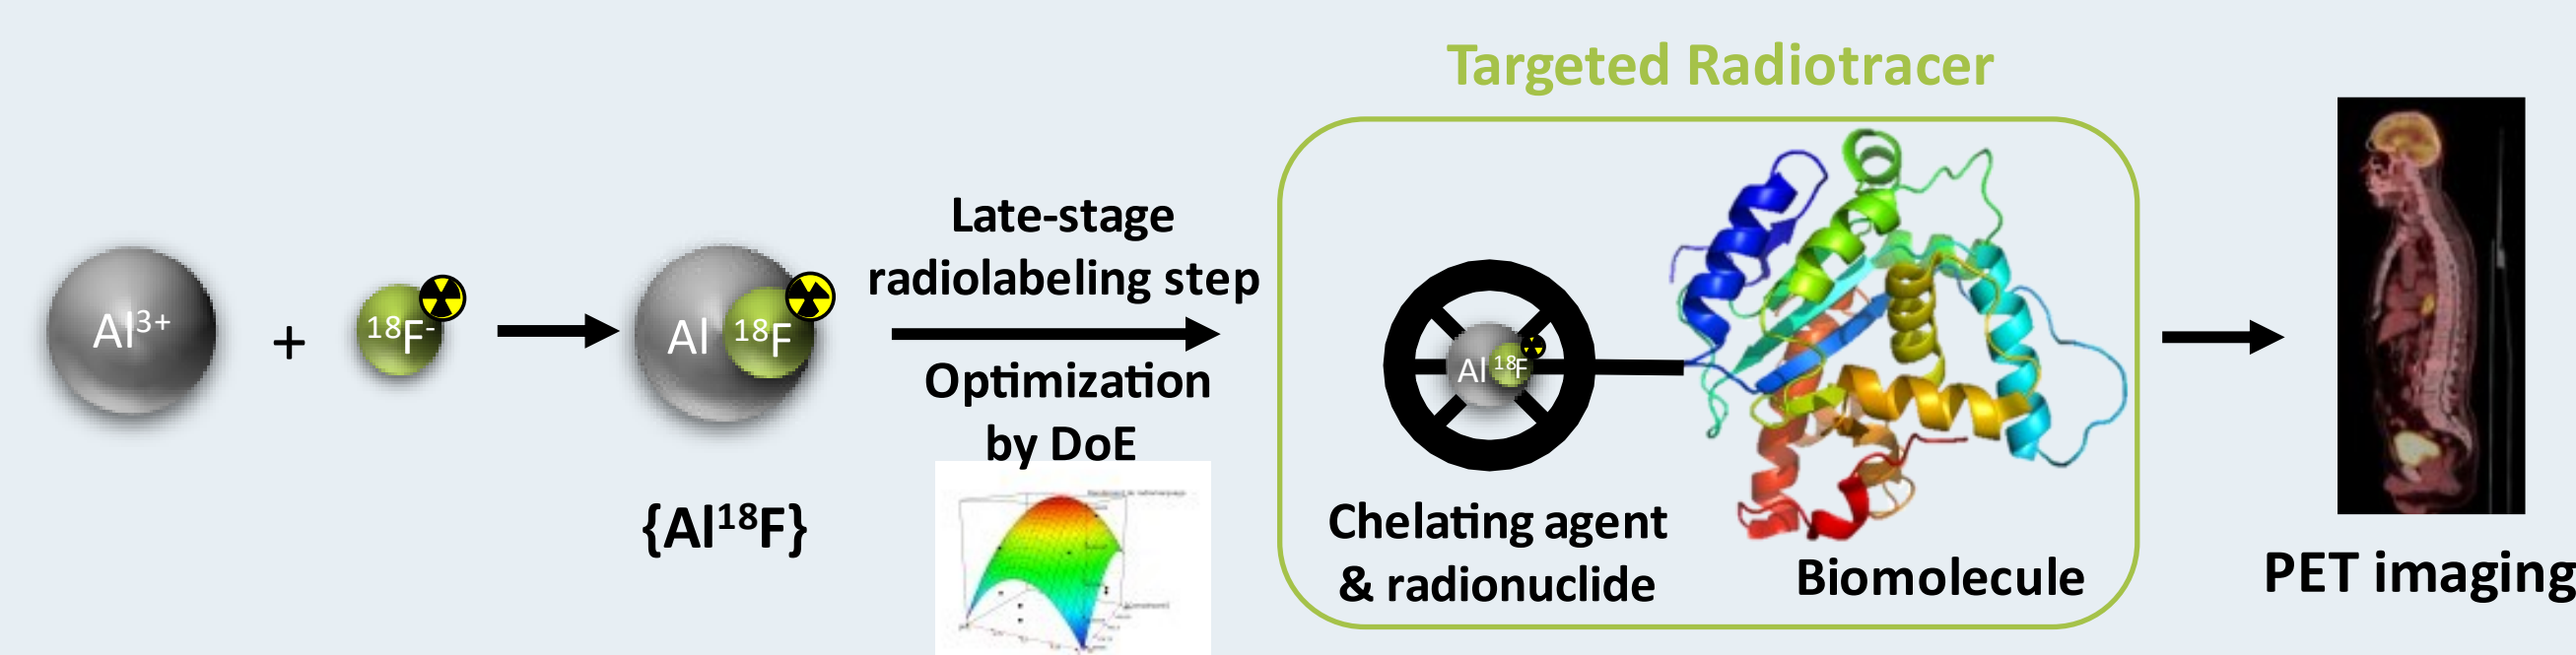 Targeted Radiotracer
Al³⁺
+
¹⁸F⁻
Al ¹⁸F
{Al¹⁸F}
Late-stage
radiolabeling step
Optimization
by DoE
Al ¹⁸F
Chelating agent
& radionuclide
Biomolecule
PET imaging